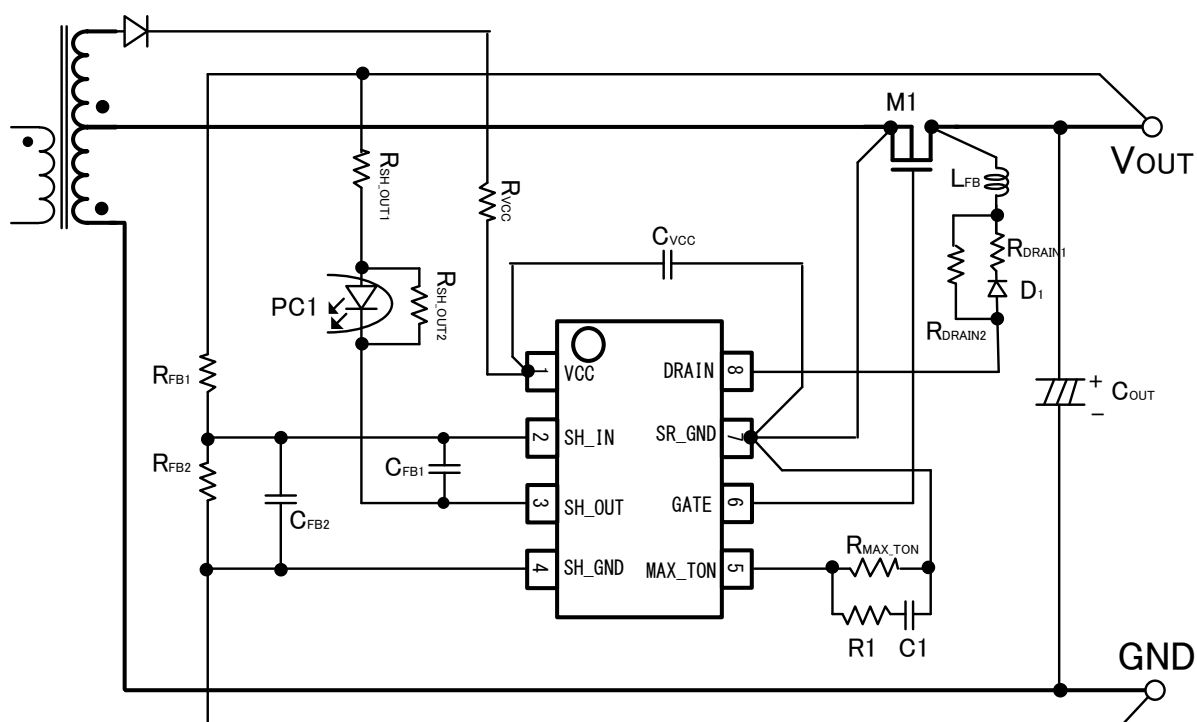 M1
VOUT
RSH_OUT1
RVCC
LFB
CVCC
RDRAIN1
PC1
RSH_OUT2
D1
RDRAIN2
RFB1
1
VCC
DRAIN
8
+
COUT
−
2
SH_IN
SR_GND
7
RFB2
CFB1
CFB2
3
SH_OUT
GATE
6
RMAX_TON
4
SH_GND
MAX_TON
5
R1
C1
GND